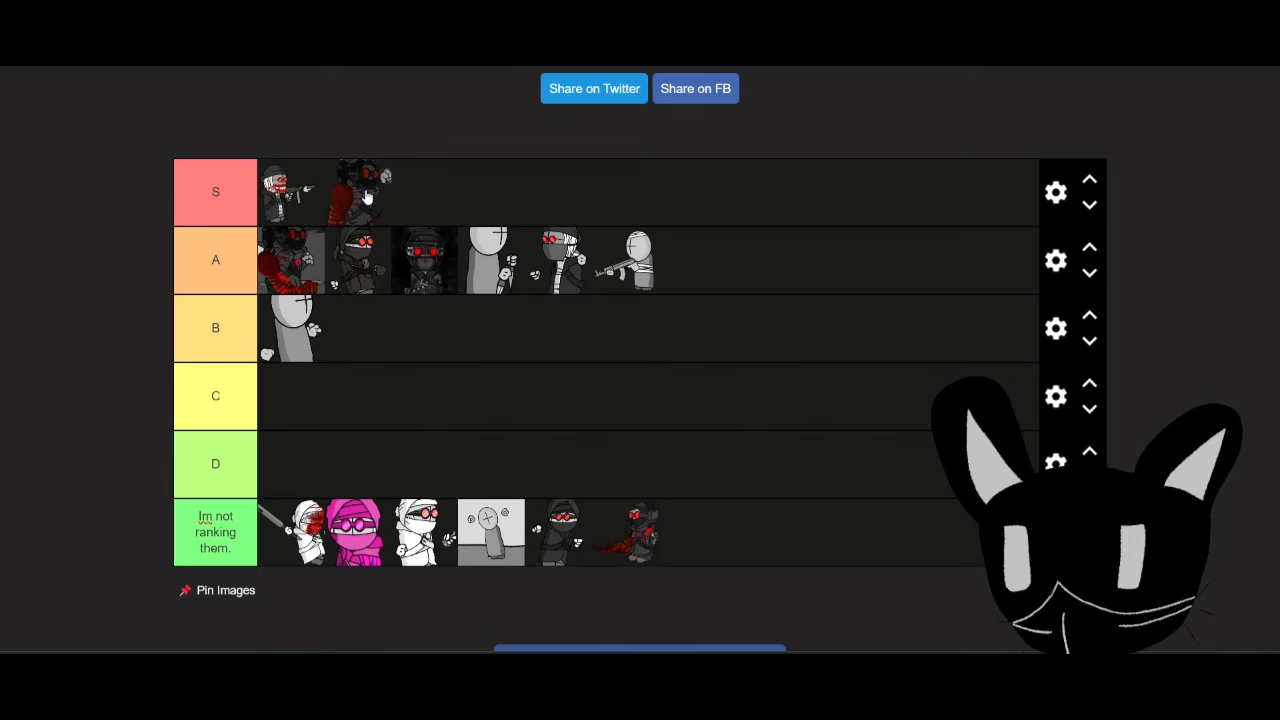 Share on Twitter
Share on FB
S
A
B
C
D
Im not
ranking
them.
Pin Images